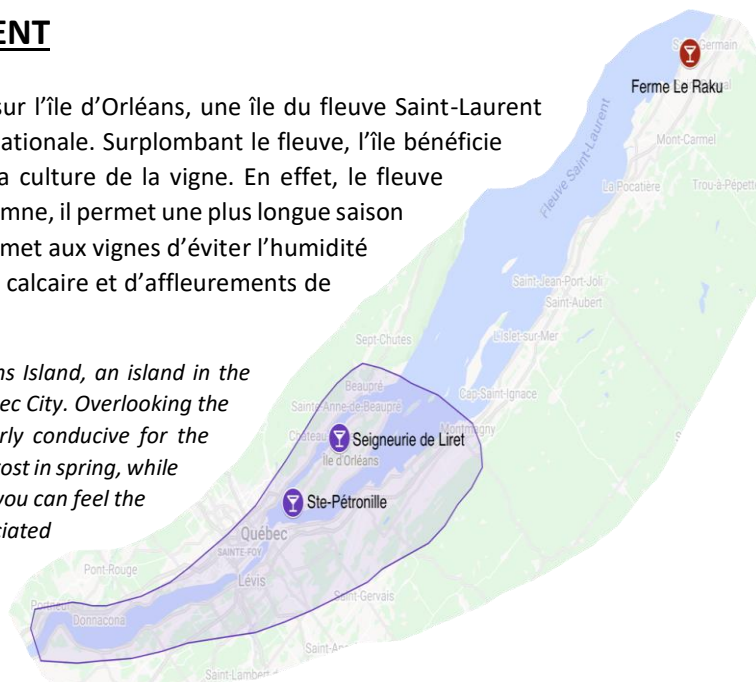 ENT
sur l’île d’Orléans, une île du fleuve Saint-Laurent
ationale. Surplombant le fleuve, l’île bénéficie
a culture de la vigne. En effet, le fleuve
mne, il permet une plus longue saison
met aux vignes d’éviter l’humidité
calcaire et d’affleurements de
ns Island, an island in the
ec City. Overlooking the
rly conducive for the
rost in spring, while
you can feel the
ciated
Germain
Ferme Le Raku
Mont-Carmel
Fleuve Saint-Laurent
La Pocatière
Trou-à-Pépette
Saint-Jean-Port-Joli
Saint-Aubert
L'Islet-sur-Mer
Sept-Chutes
Cap-Saint-Ignace
Beaupré
Sainte-Anne-de-Beaupré
Montmagny
Château
Seigneurie de Liret
Île d'Orléans
Ste-Pétronille
Québec
SAINTE-FOY
Lévis
Pont-Rouge
Saint-Gervais
Donnacona
Saint-Lambert